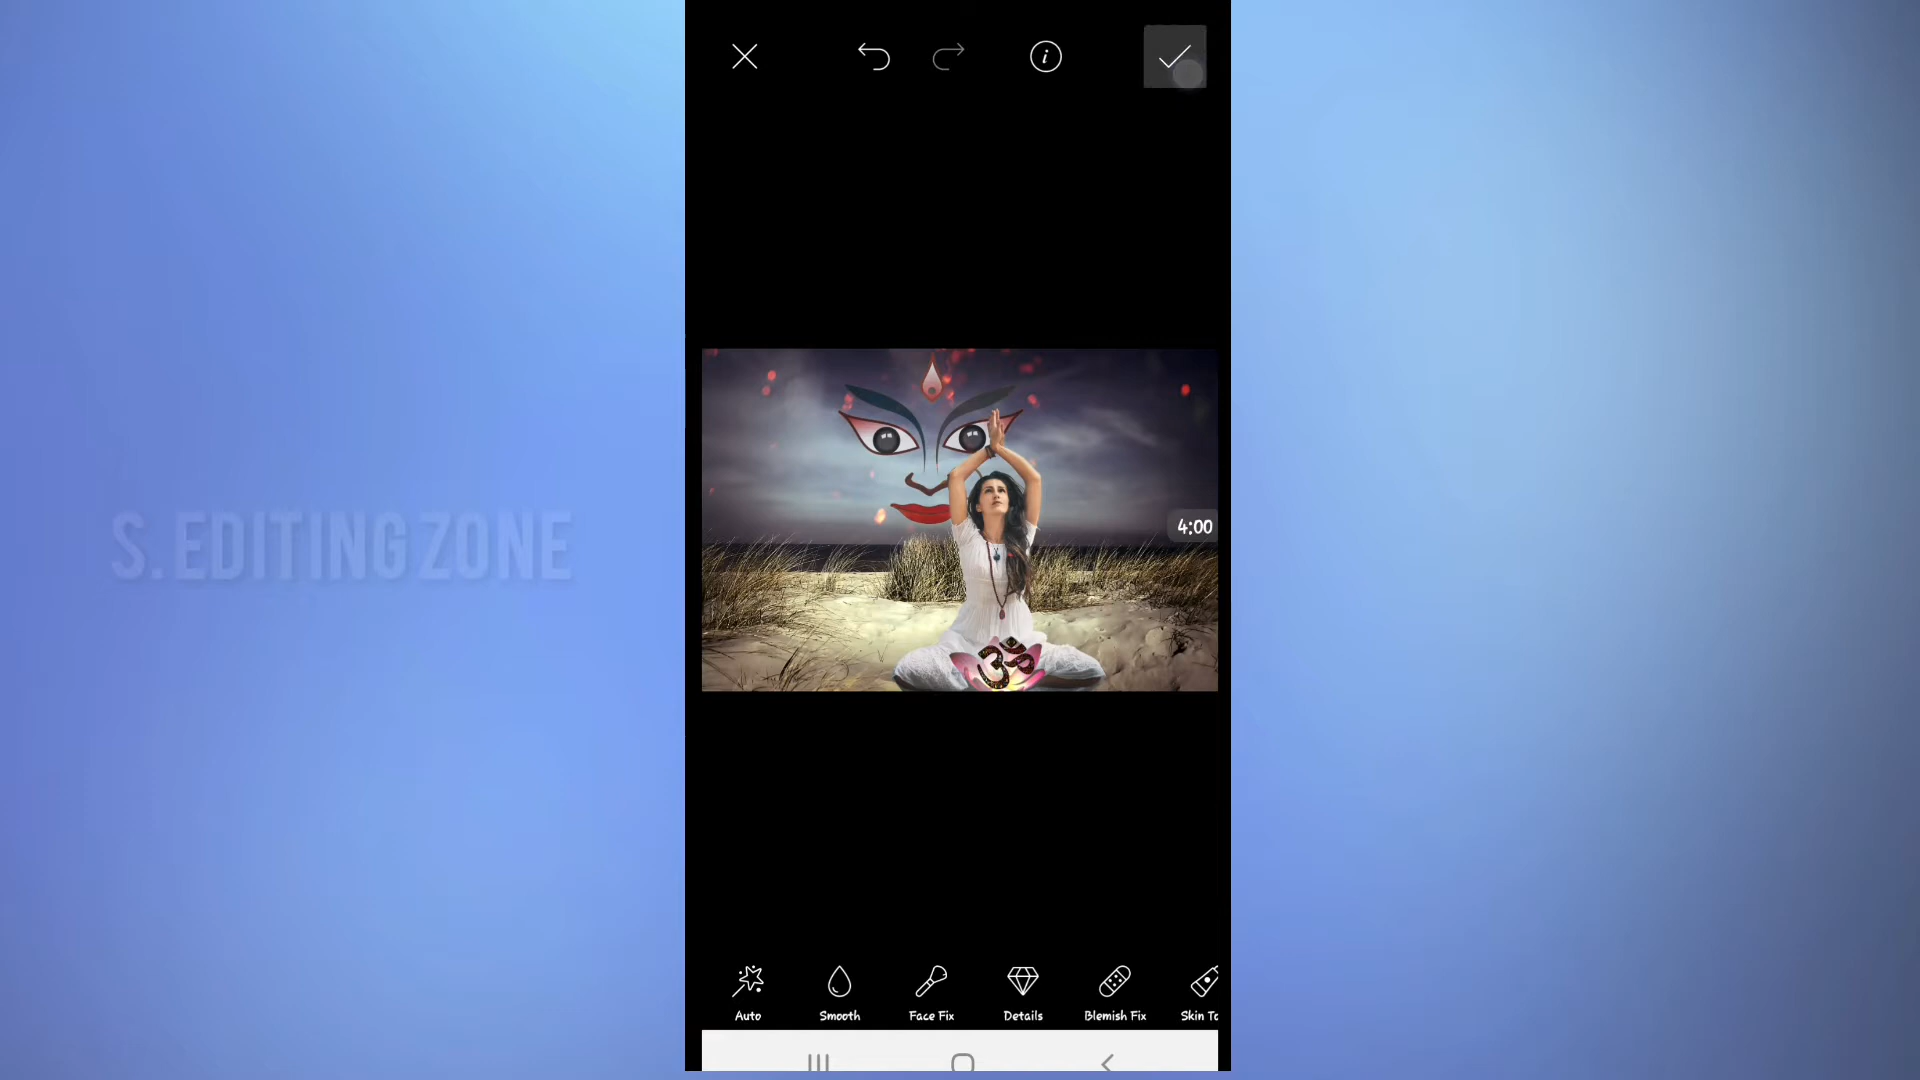 4:00
S. EDITING ZONE
ॐ
Auto
Smooth
Face Fix
Details
Blemish Fix
Skin To